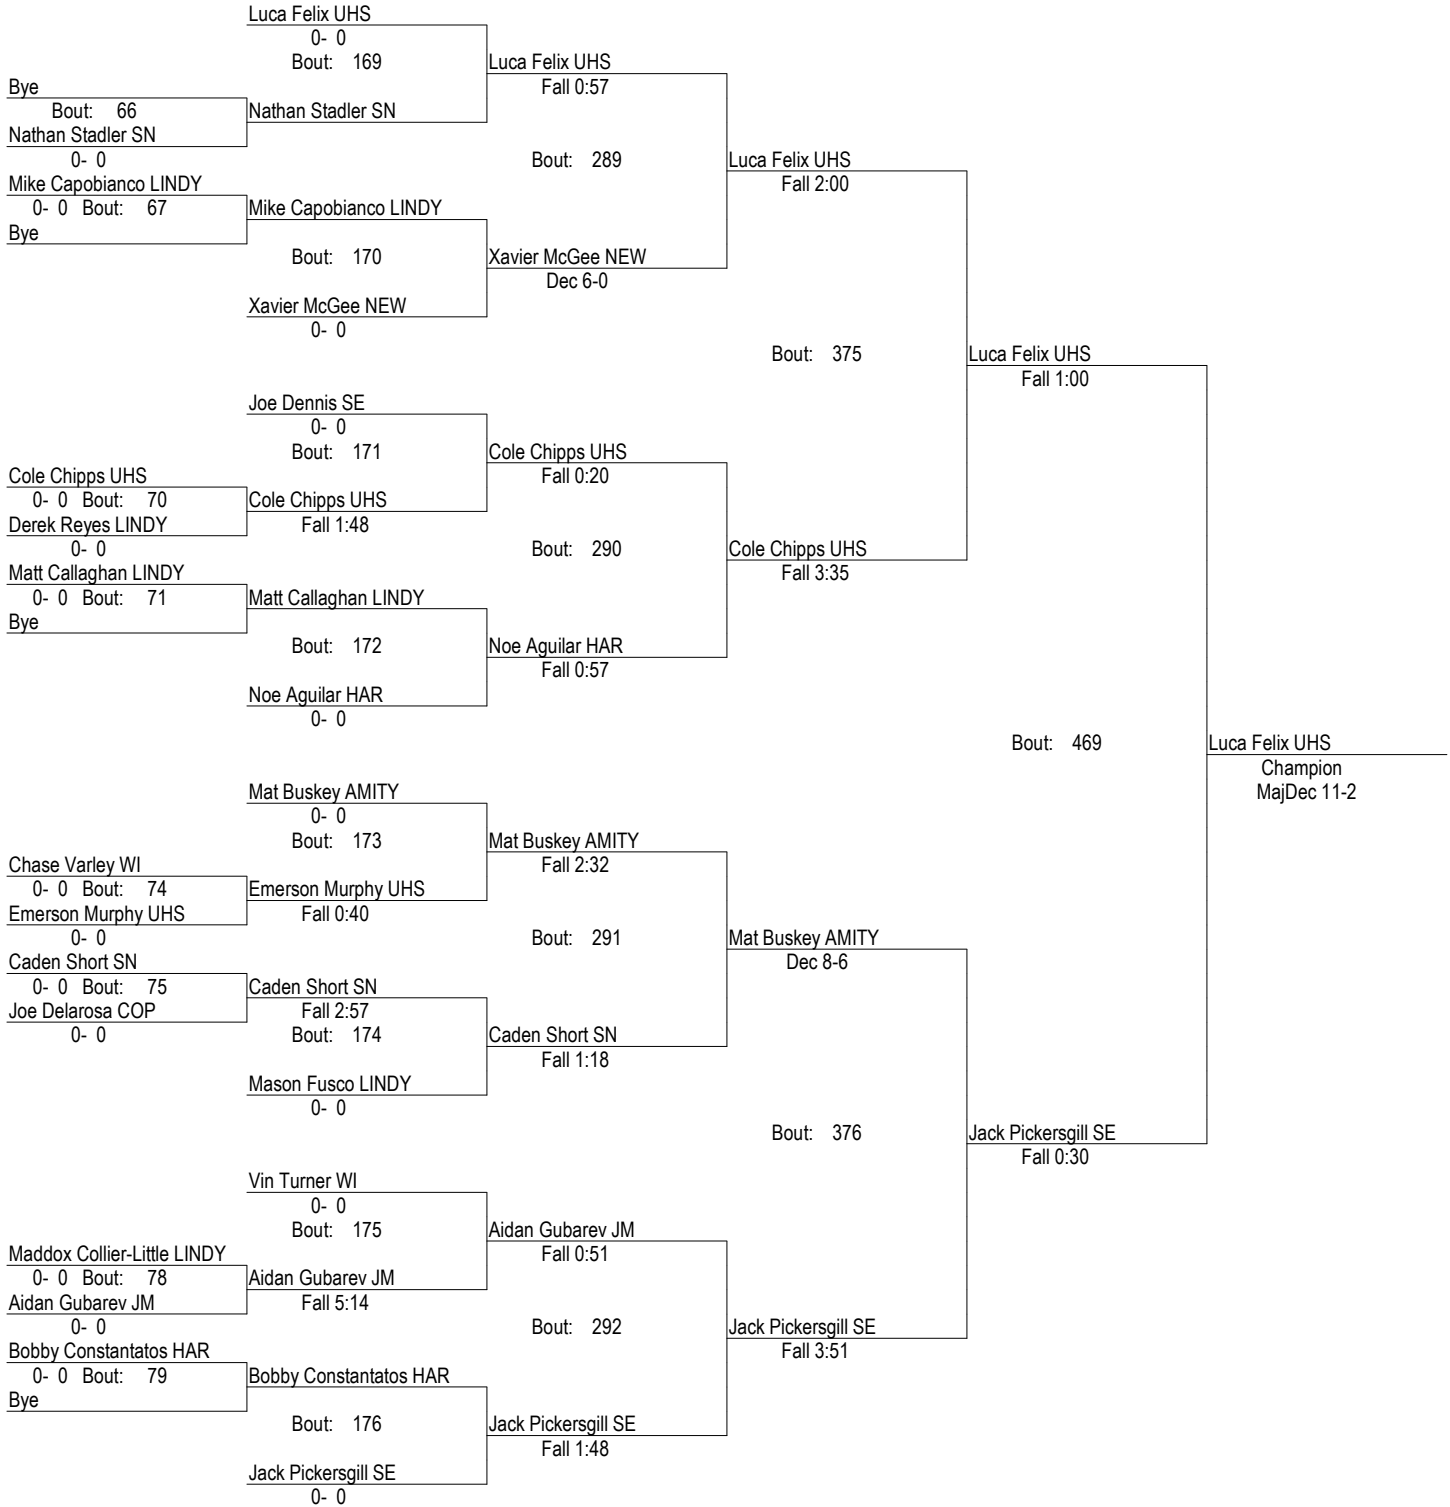 Luca Felix UHS
0- 0
Bout: 169
Luca Felix UHS
Fall 0:57
Bye
Bout: 66
Nathan Stadler SN
Nathan Stadler SN
0- 0
Bout: 289
Luca Felix UHS
Fall 2:00
Mike Capobianco LINDY
0- 0 Bout: 67
Mike Capobianco LINDY
Bye
Bout: 170
Xavier McGee NEW
Dec 6-0
Xavier McGee NEW
0- 0
Bout: 375
Luca Felix UHS
Fall 1:00
Joe Dennis SE
0- 0
Bout: 171
Cole Chipps UHS
Fall 0:20
Cole Chipps UHS
0- 0 Bout: 70
Cole Chipps UHS
Fall 1:48
Derek Reyes LINDY
0- 0
Bout: 290
Cole Chipps UHS
Fall 3:35
Matt Callaghan LINDY
0- 0 Bout: 71
Matt Callaghan LINDY
Bye
Bout: 172
Noe Aguilar HAR
Fall 0:57
Noe Aguilar HAR
0- 0
Bout: 469
Luca Felix UHS
Champion
MajDec 11-2
Mat Buskey AMITY
0- 0
Bout: 173
Mat Buskey AMITY
Fall 2:32
Chase Varley WI
0- 0 Bout: 74
Emerson Murphy UHS
Fall 0:40
Emerson Murphy UHS
0- 0
Bout: 291
Mat Buskey AMITY
Dec 8-6
Caden Short SN
0- 0 Bout: 75
Caden Short SN
Fall 2:57
Joe Delarosa COP
0- 0
Bout: 174
Caden Short SN
Fall 1:18
Mason Fusco LINDY
0- 0
Bout: 376
Jack Pickersgill SE
Fall 0:30
Vin Turner WI
0- 0
Bout: 175
Aidan Gubarev JM
Fall 0:51
Maddox Collier-Little LINDY
0- 0 Bout: 78
Aidan Gubarev JM
Fall 5:14
Aidan Gubarev JM
0- 0
Bout: 292
Jack Pickersgill SE
Fall 3:51
Bobby Constantatos HAR
0- 0 Bout: 79
Bobby Constantatos HAR
Bye
Bout: 176
Jack Pickersgill SE
Fall 1:48
Jack Pickersgill SE
0- 0